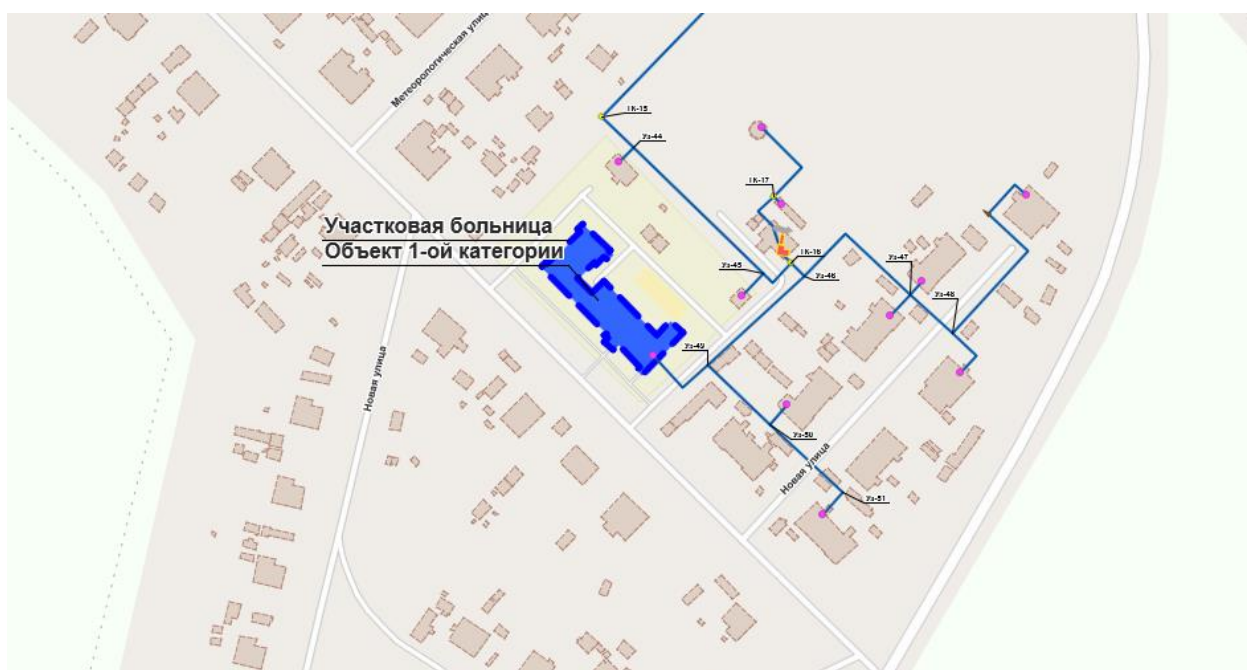 Метеорологическая улица
ТК-15
Уз-44
ТК-17
Участковая больница
Объект 1-ой категории
ТК-16
Уз-45
Уз-46
Уз-47
Уз-48
Уз-49
Новая улица
Уз-50
Новая улица
Уз-51